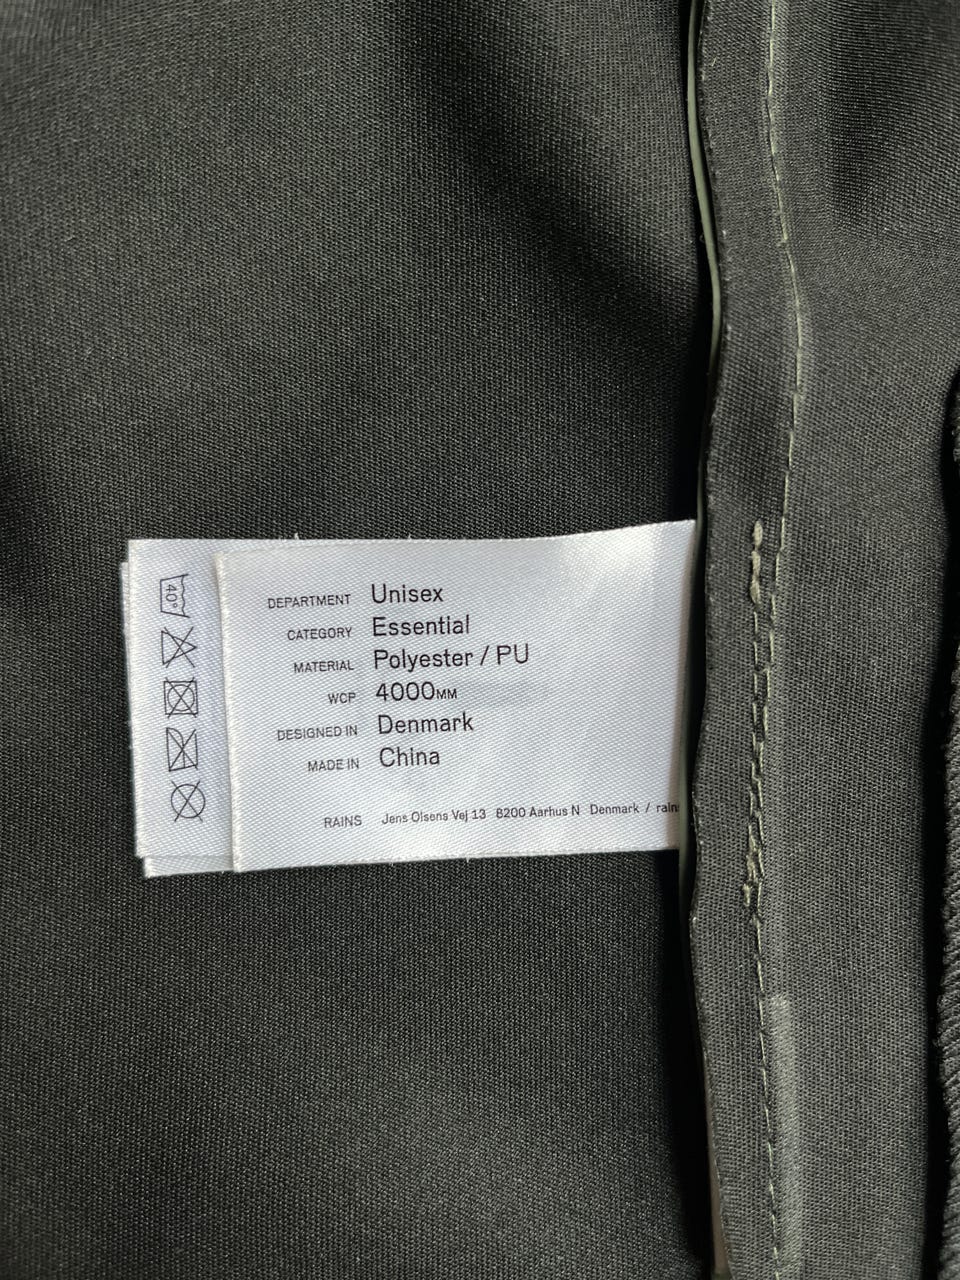 40°
DEPARTMENT Unisex
CATEGORY Essential
MATERIAL Polyester / PU
WCP 4000MM
DESIGNED IN Denmark
MADE IN China
RAINS Jens Olsens Vej 13 8200 Aarhus N Denmark /